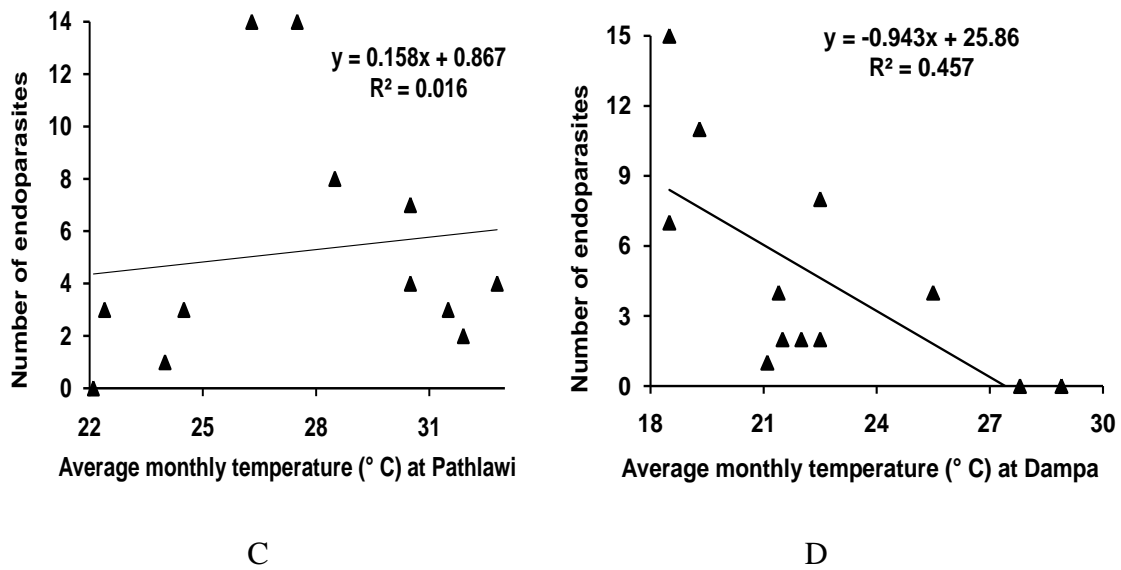 Number of endoparasites
14
12
10
8
6
4
2
0
y = 0.158x + 0.867
R² = 0.016
22
25
28
31
Average monthly temperature (° C) at Pathlawi
C
Number of endoparasites
15
12
9
6
3
0
y = -0.943x + 25.86
R² = 0.457
18
21
24
27
30
Average monthly temperature (° C) at Dampa
D